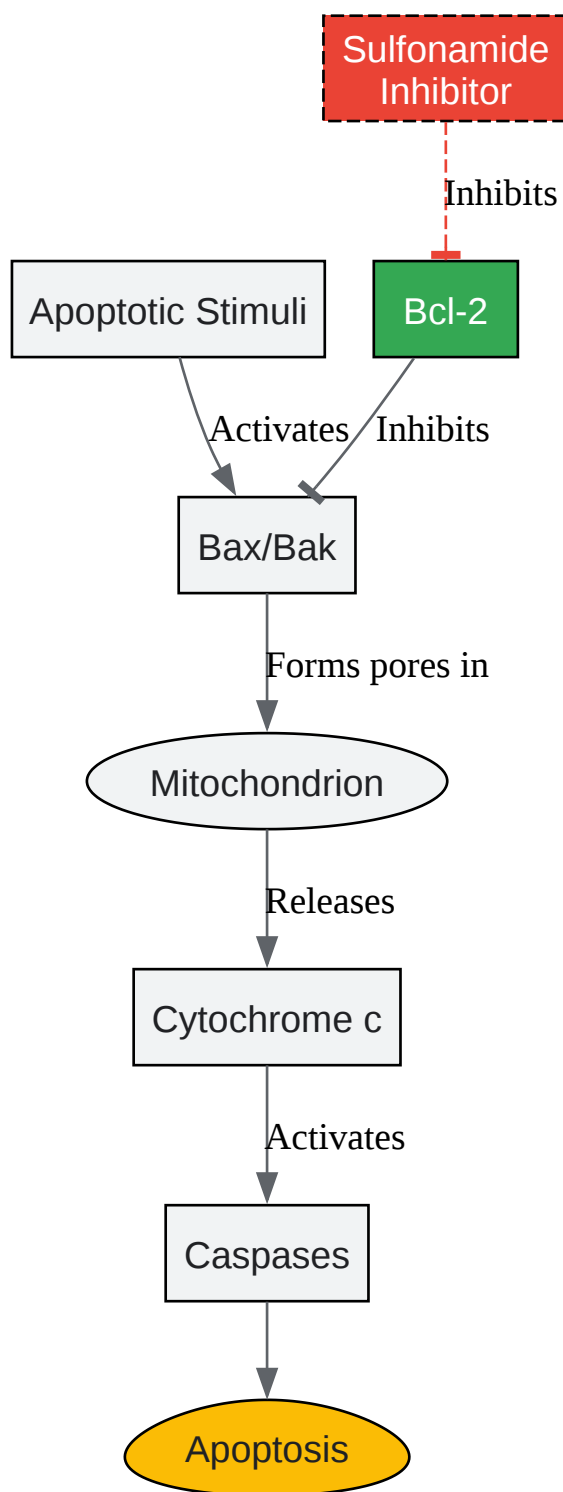 Sulfonamide
Inhibitor
Inhibits
Apoptotic Stimuli
Bcl-2
Activates
Inhibits
Bax/Bak
Forms pores in
Mitochondrion
Releases
Cytochrome c
Activates
Caspases
Apoptosis